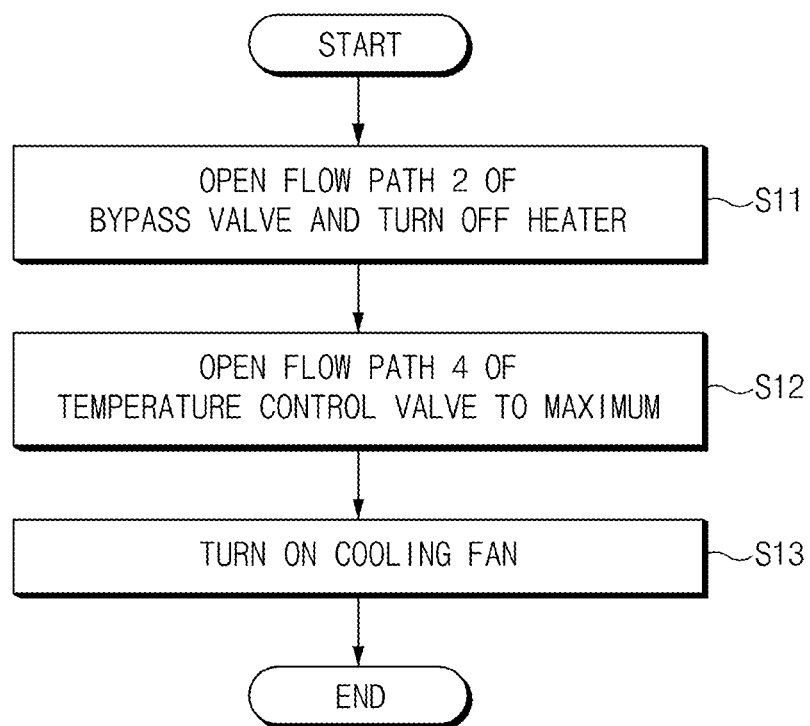 START
OPEN FLOW PATH 2 OF
BYPASS VALVE AND TURN OFF HEATER
S11
OPEN FLOW PATH 4 OF
TEMPERATURE CONTROL VALVE TO MAXIMUM
S12
TURN ON COOLING FAN
S13
END